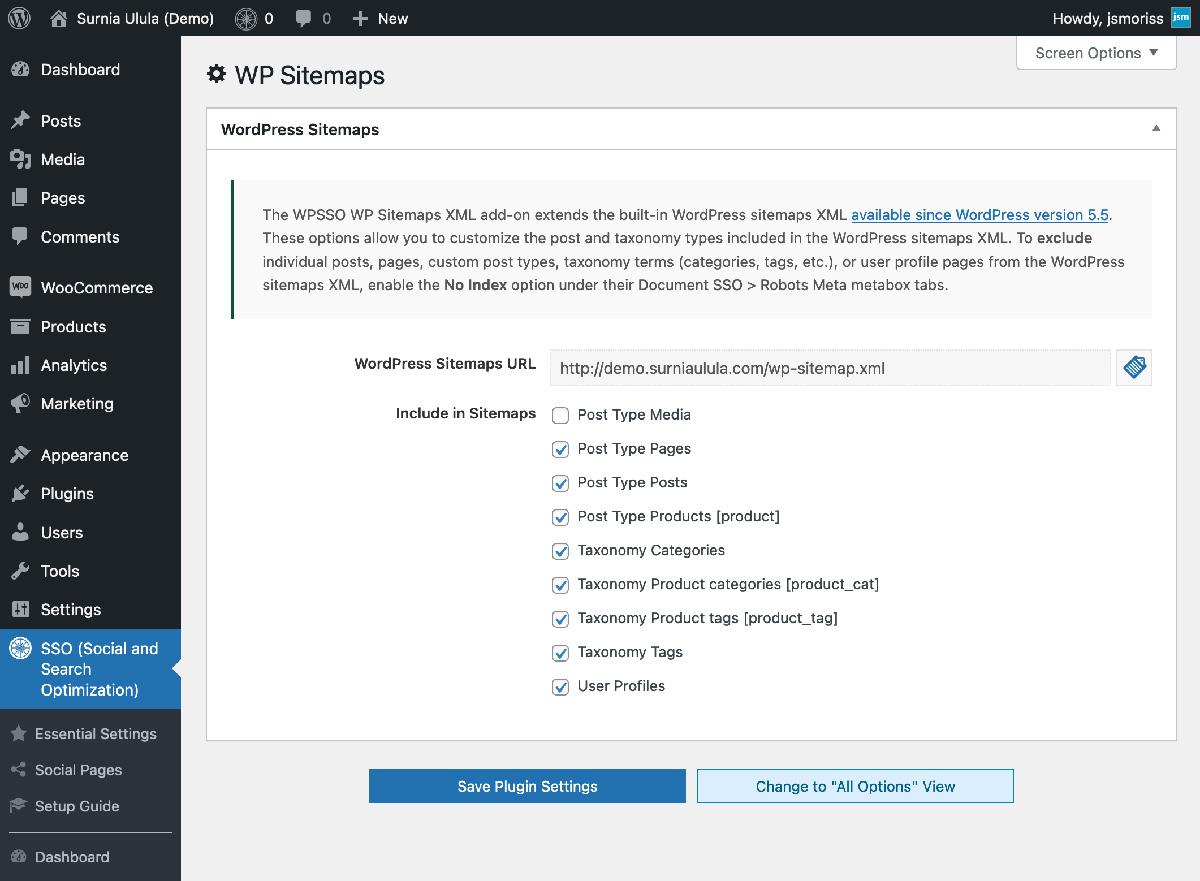 Surnia Ulula (Demo)
0
0
New
Howdy, jsmoriss
jsm
Dashboard
Posts
Media
Pages
Comments
Woo
WooCommerce
Products
Analytics
Marketing
Appearance
Plugins
Users
Tools
Settings
SSO (Social and
Search
Optimization)
Essential Settings
Social Pages
Setup Guide
Dashboard
Screen Options
WP Sitemaps
WordPress Sitemaps
The WPSSO WP Sitemaps XML add-on extends the built-in WordPress sitemaps XML available since WordPress version 5.5.
These options allow you to customize the post and taxonomy types included in the WordPress sitemaps XML. To exclude
individual posts, pages, custom post types, taxonomy terms (categories, tags, etc.), or user profile pages from the WordPress
sitemaps XML, enable the No Index option under their Document SSO > Robots Meta metabox tabs.
WordPress Sitemaps URL
http://demo.surniaulula.com/wp-sitemap.xml
Include in Sitemaps
Post Type Media
Post Type Pages
Post Type Posts
Post Type Products [product]
Taxonomy Categories
Taxonomy Product categories [product_cat]
Taxonomy Product tags [product_tag]
Taxonomy Tags
User Profiles
Save Plugin Settings
Change to "All Options" View